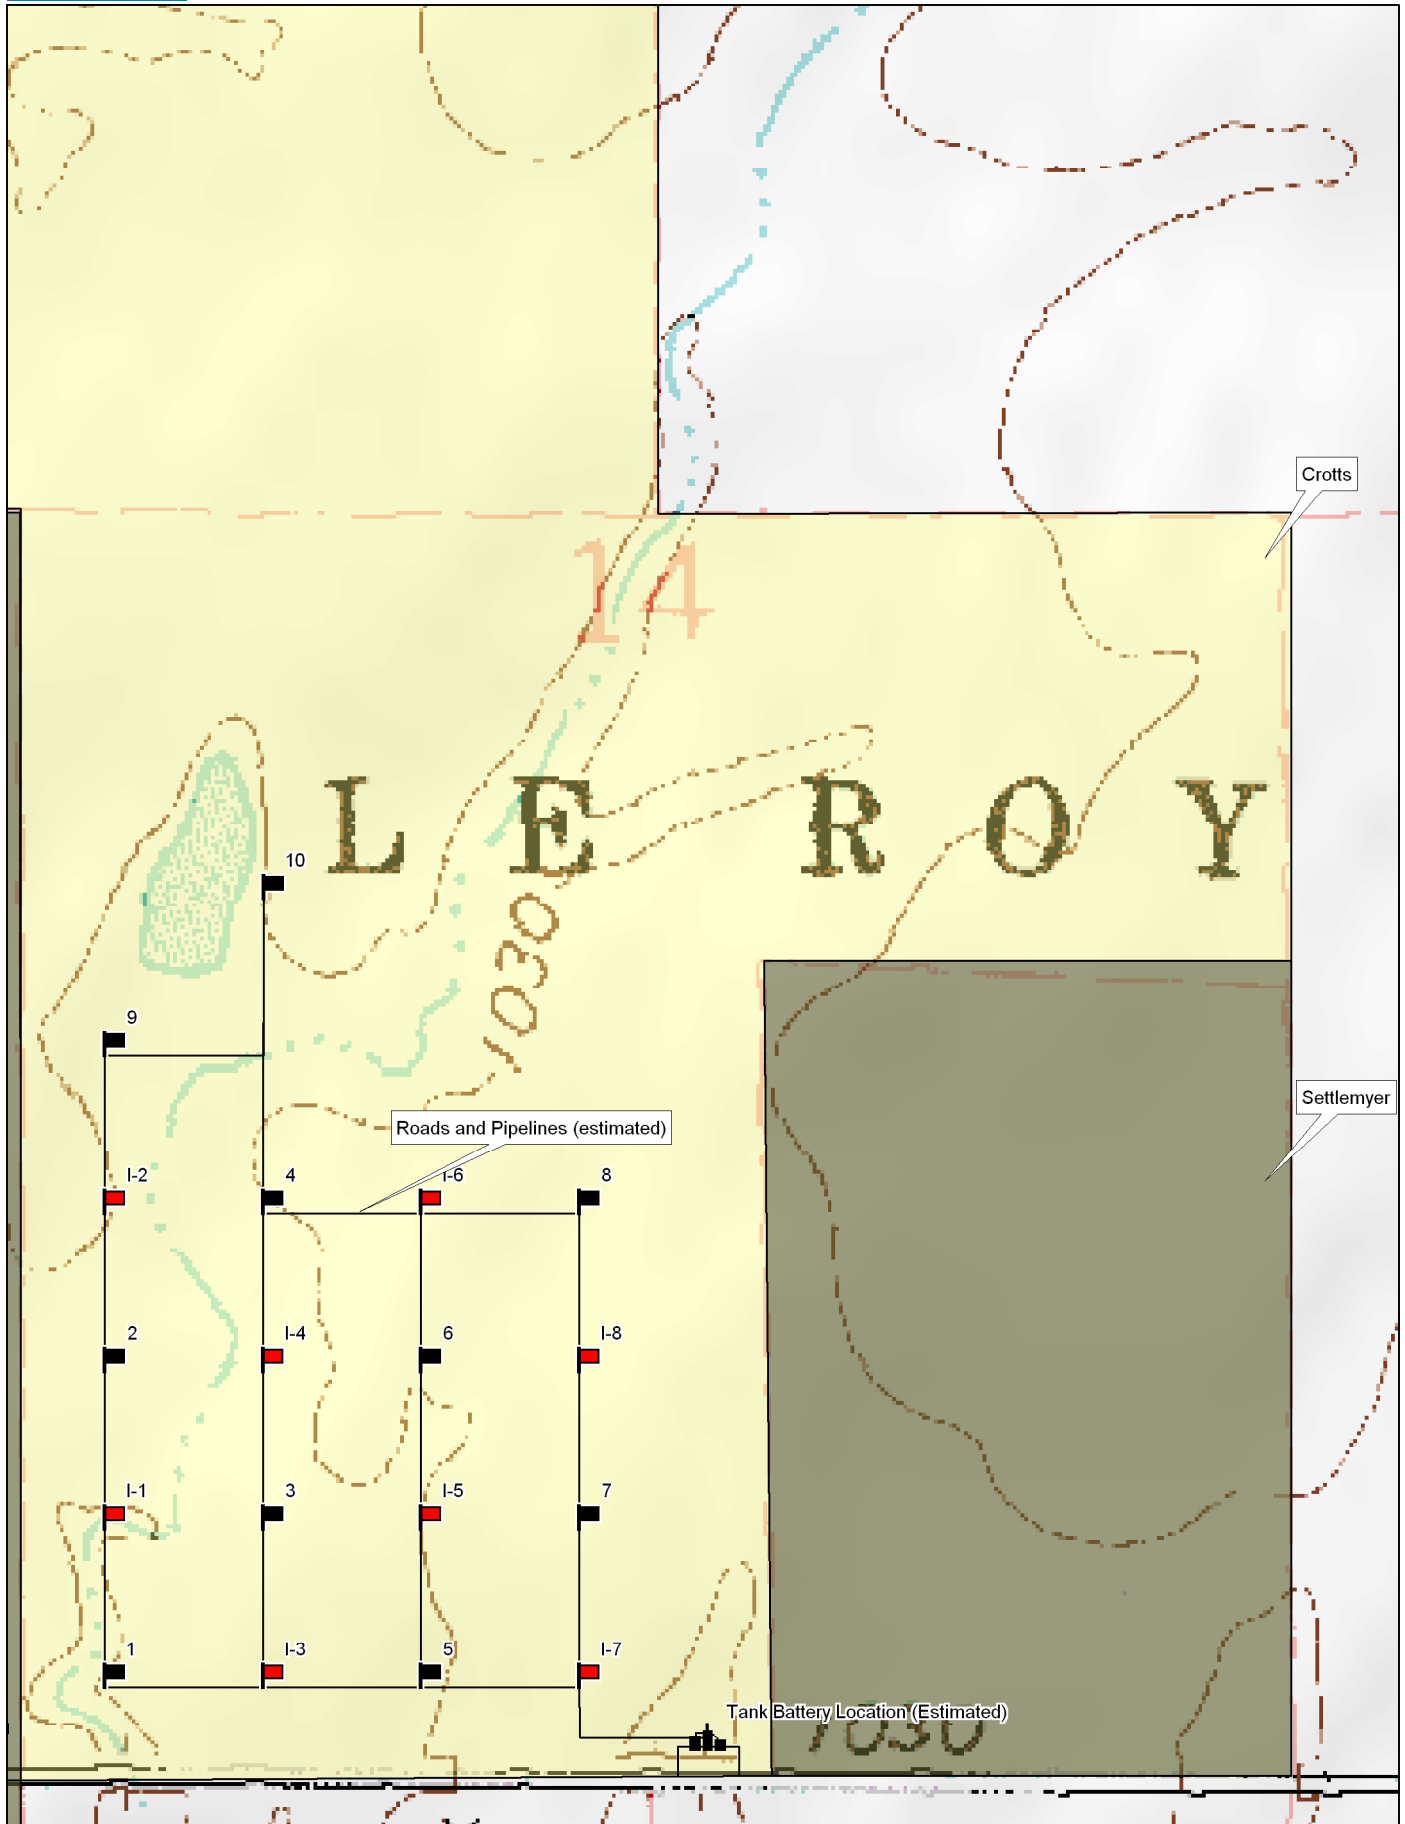 Crotts
14
L E R O Y
10
1030
9
Settlemyer
Roads and Pipelines (estimated)
I-2
4
I-6
8
2
I-4
6
I-8
I-1
3
I-5
7
1
I-3
5
I-7
Tank Battery Location (Estimated)
1030